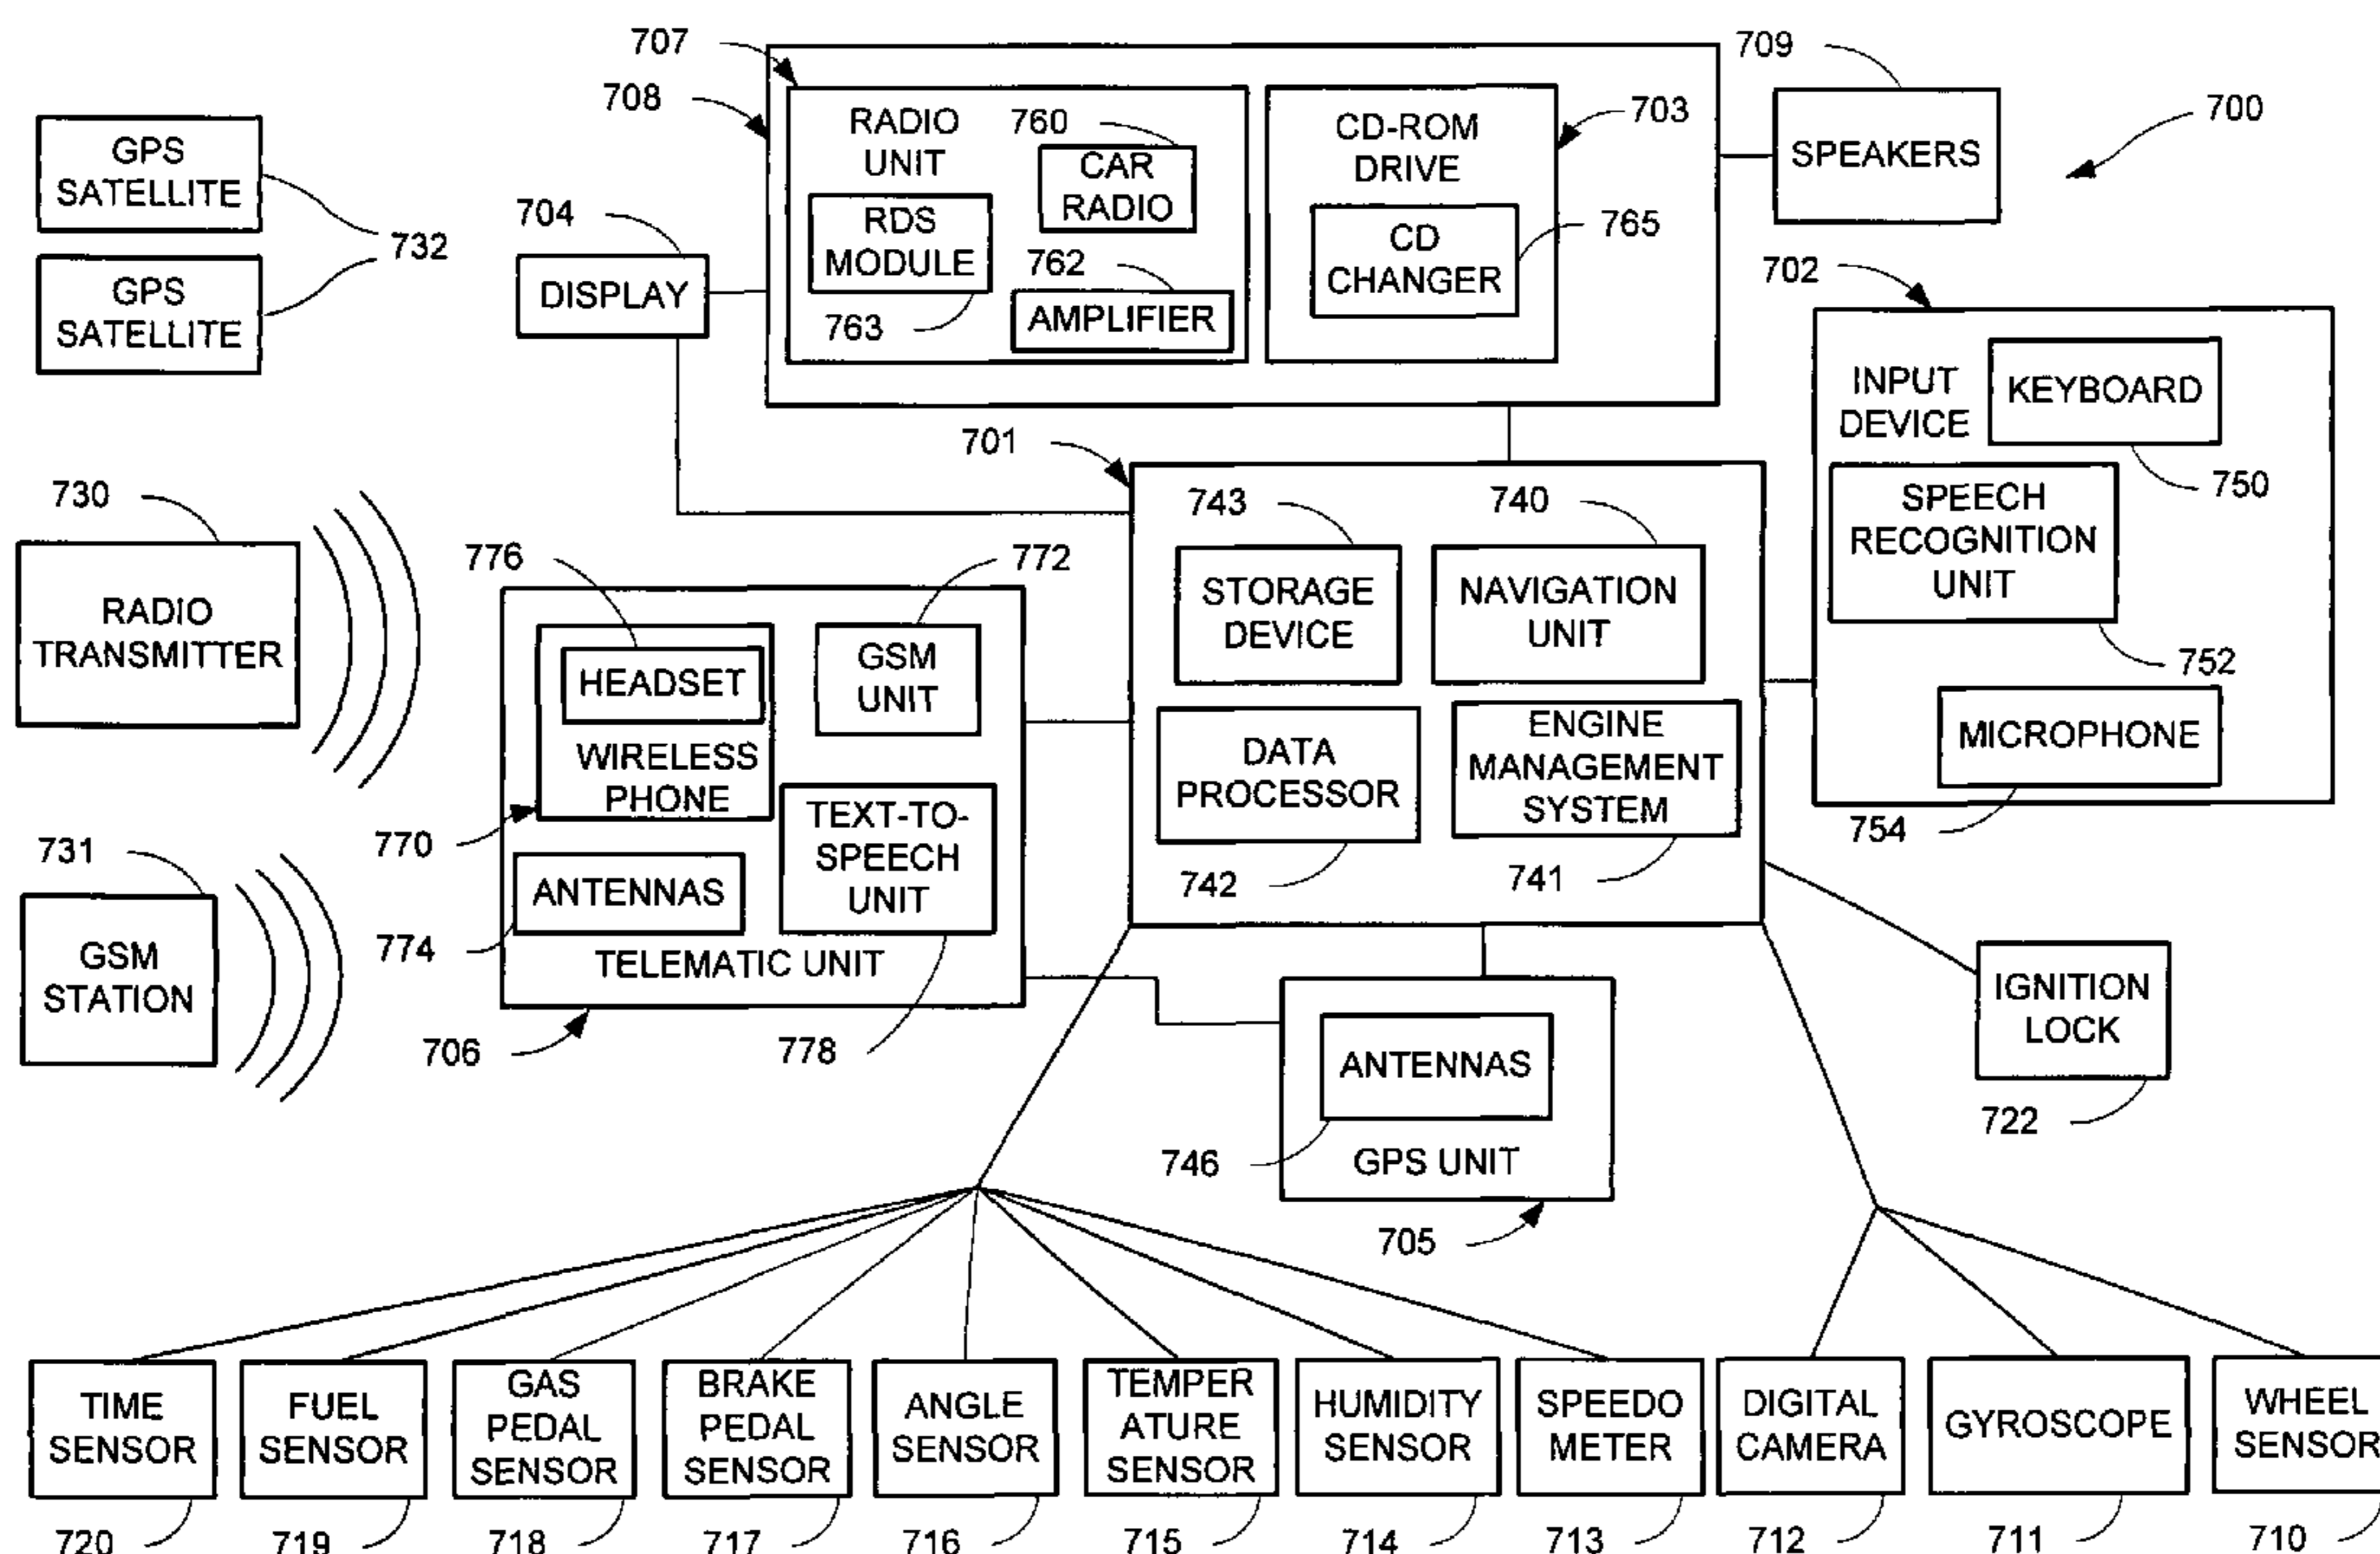 707
709
708
RADIO
UNIT
760
CAR
RADIO
CD-ROM
DRIVE
703
SPEAKERS
700
GPS
SATELLITE
732
GPS
SATELLITE
704
DISPLAY
RDS
MODULE
763
762
AMPLIFIER
CD
CHANGER
765
702
INPUT
DEVICE
KEYBOARD
750
SPEECH
RECOGNITION
UNIT
752
MICROPHONE
754
701
743
740
STORAGE
DEVICE
NAVIGATION
UNIT
DATA
PROCESSOR
ENGINE
MANAGEMENT
SYSTEM
742
741
730
RADIO
TRANSMITTER
776
772
HEADSET
WIRELESS
PHONE
GSM
UNIT
770
TEXT-TO-
SPEECH
UNIT
ANTENNAS
774
TELEMATIC UNIT
706
778
731
GSM
STATION
ANTENNAS
746
GPS UNIT
705
IGNITION
LOCK
722
TIME
SENSOR
FUEL
SENSOR
GAS
PEDAL
SENSOR
BRAKE
PEDAL
SENSOR
ANGLE
SENSOR
TEMPER
ATURE
SENSOR
HUMIDITY
SENSOR
SPEEDO
METER
DIGITAL
CAMERA
GYROSCOPE
WHEEL
SENSOR
720
719
718
717
716
715
714
713
712
711
710